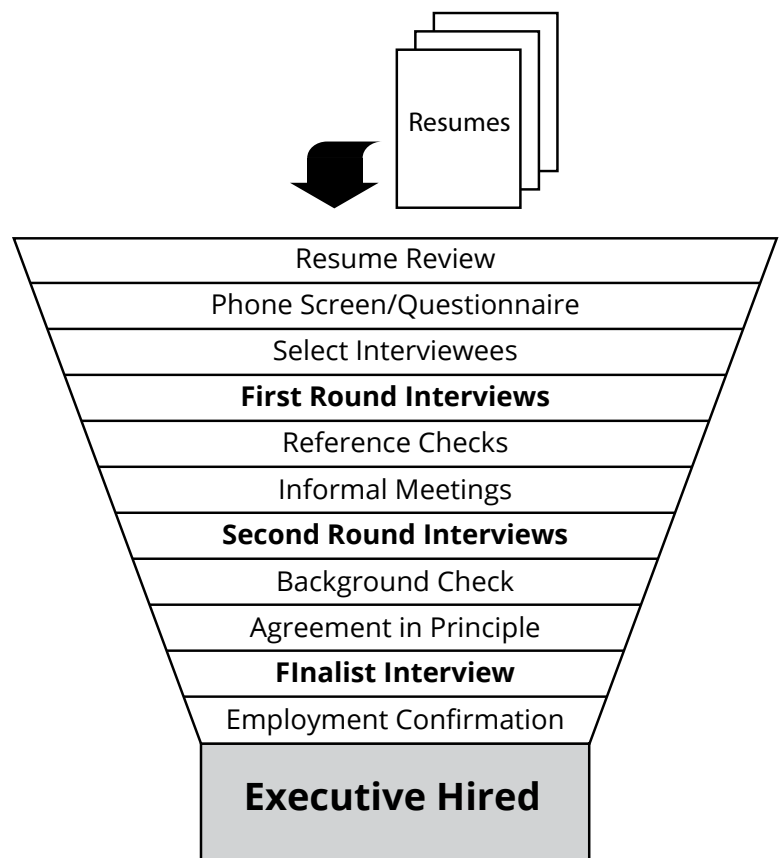 Resumes
Resume Review
Phone Screen/Questionnaire
Select Interviewees
First Round Interviews
Reference Checks
Informal Meetings
Second Round Interviews
Background Check
Agreement in Principle
FInalist Interview
Employment Confirmation
Executive Hired